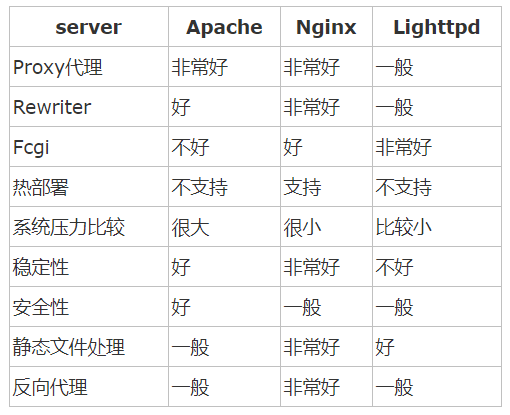 server Apache Nginx Lighttpd
Proxy代理 非常好 非常好 一般
Rewriter 好 非常好 一般
Fcgi 不好 好 非常好
热部署 不支持 支持 不支持
系统压力比较 很大 很小 比较小
稳定性 好 非常好 不好
安全性 好 一般 一般
静态文件处理 一般 非常好 好
反向代理 一般 非常好 一般